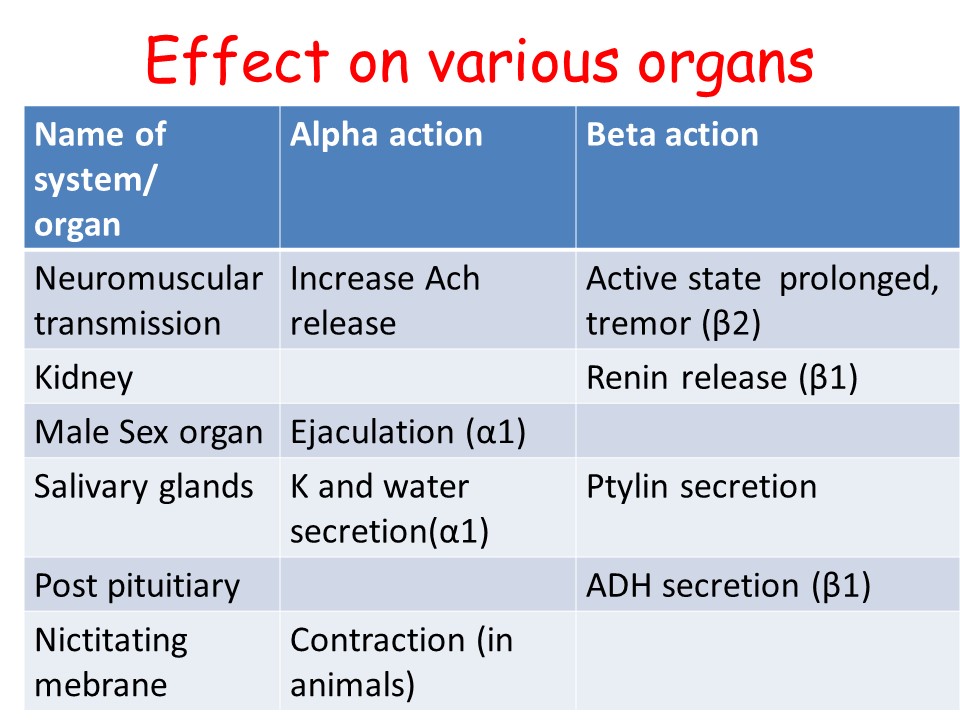 Effect on various organs
Name of system/ organ Alpha action Beta action
Neuromuscular transmission Increase Ach release Active state prolonged, tremor (β2)
Kidney Renin release (β1)
Male Sex organ Ejaculation (α1)
Salivary glands K and water secretion(α1) Ptylin secretion
Post pituitiary ADH secretion (β1)
Nictitating mebrane Contraction (in animals)